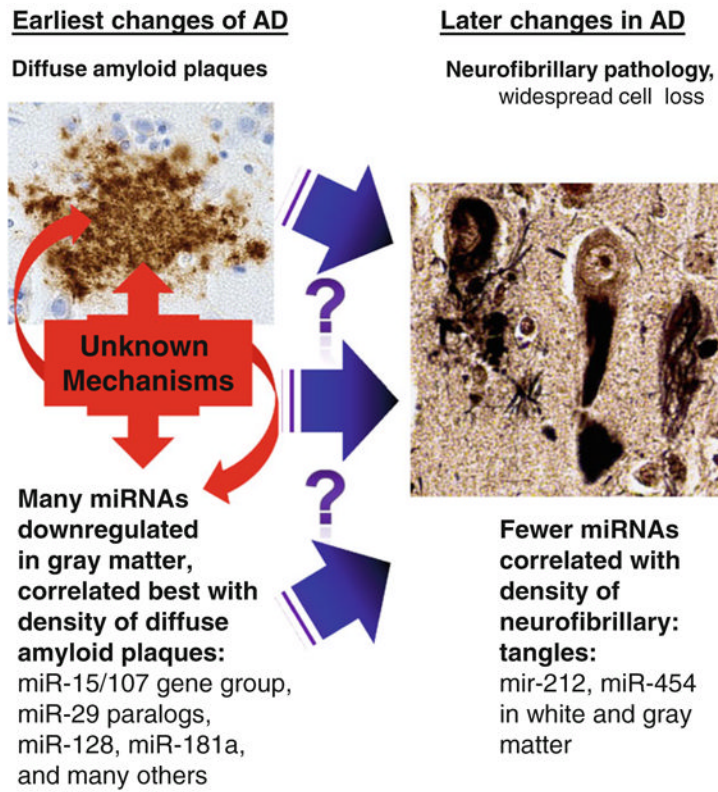 Earliest changes of AD
Diffuse amyloid plaques
Unknown
Mechanisms
Many miRNAs
downregulated
in gray matter,
correlated best with
density of diffuse
amyloid plaques:
miR-15/107 gene group,
miR-29 paralogs,
miR-128, miR-181a,
and many others
?
?
Later changes in AD
Neurofibrillary pathology,
widespread cell loss
Fewer miRNAs
correlated with
density of
neurofibrillary:
tangles:
mir-212, miR-454
in white and gray
matter